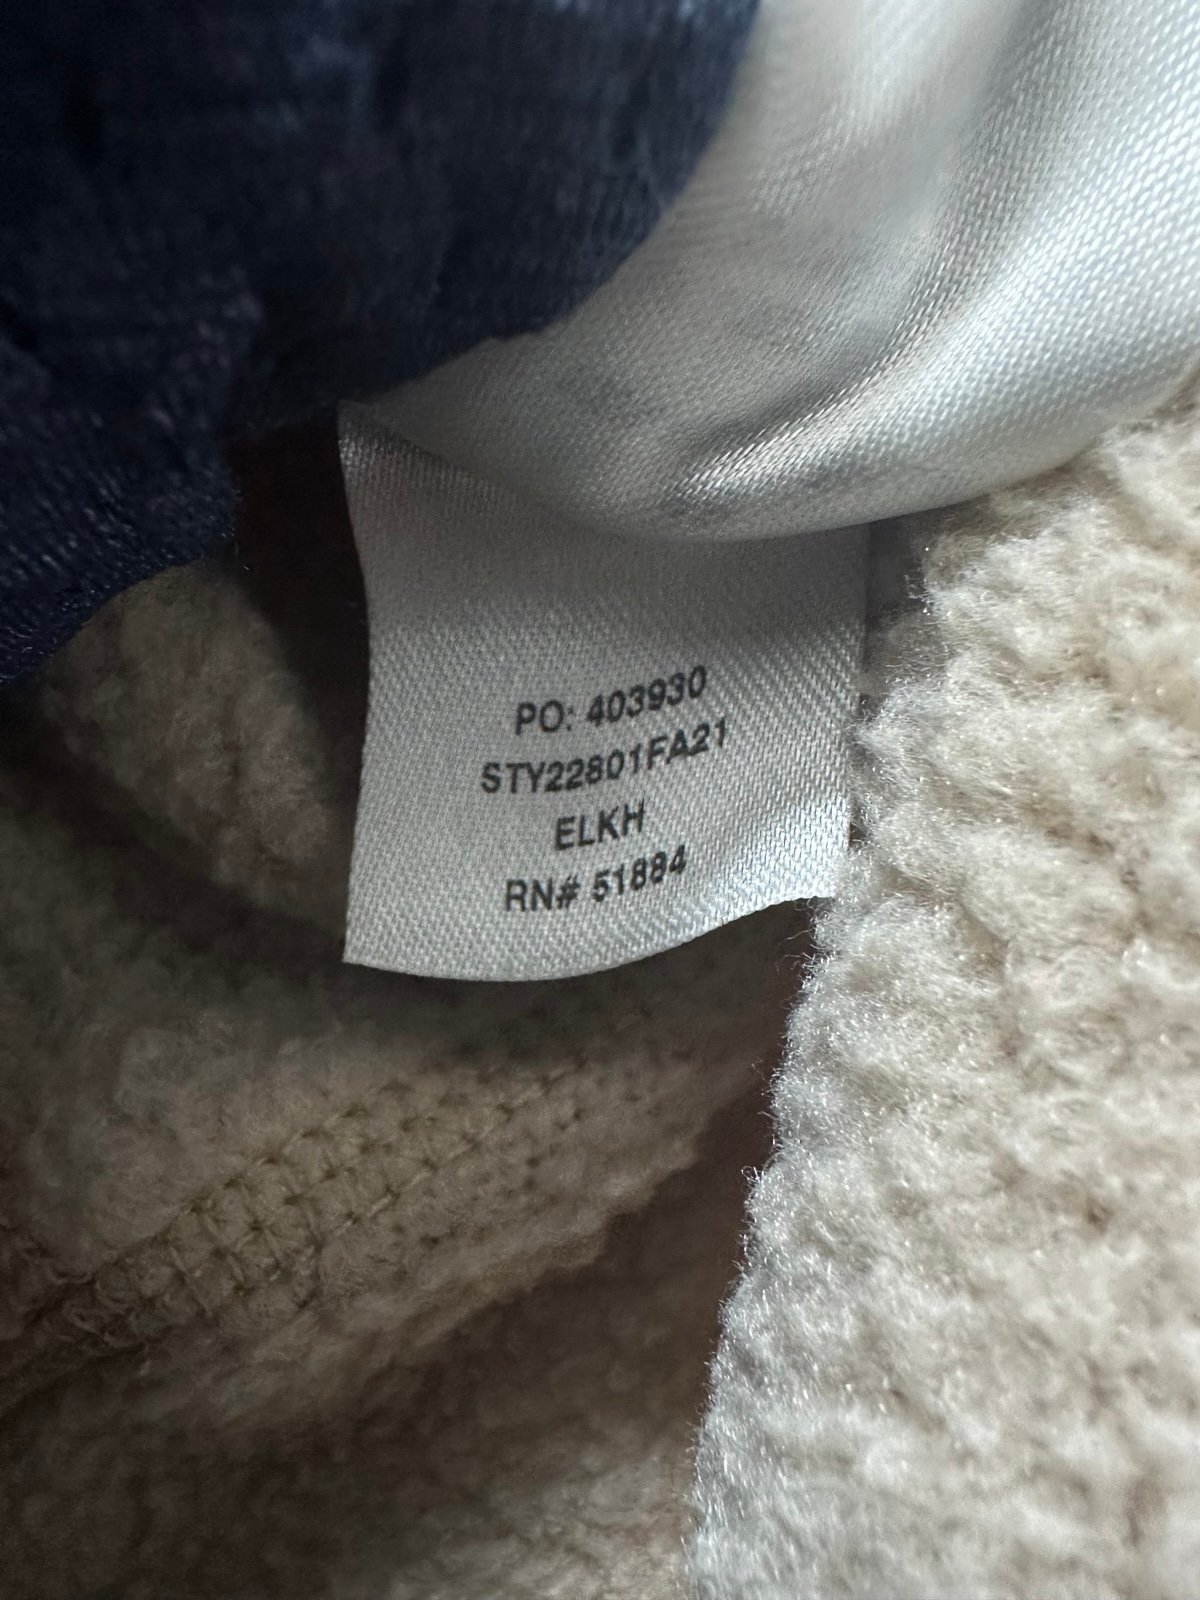 PO: 403930
STY22801FA21
ELKH
RN# 51884